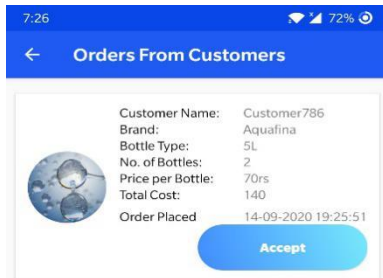 7:26 72%
Orders From Customers
Customer Name: Customer786
Brand: Aquafina
Bottle Type: 5L
No. of Bottles: 2
Price per Bottle: 70rs
Total Cost: 140
Order Placed 14-09-2020 19:25:51
Accept